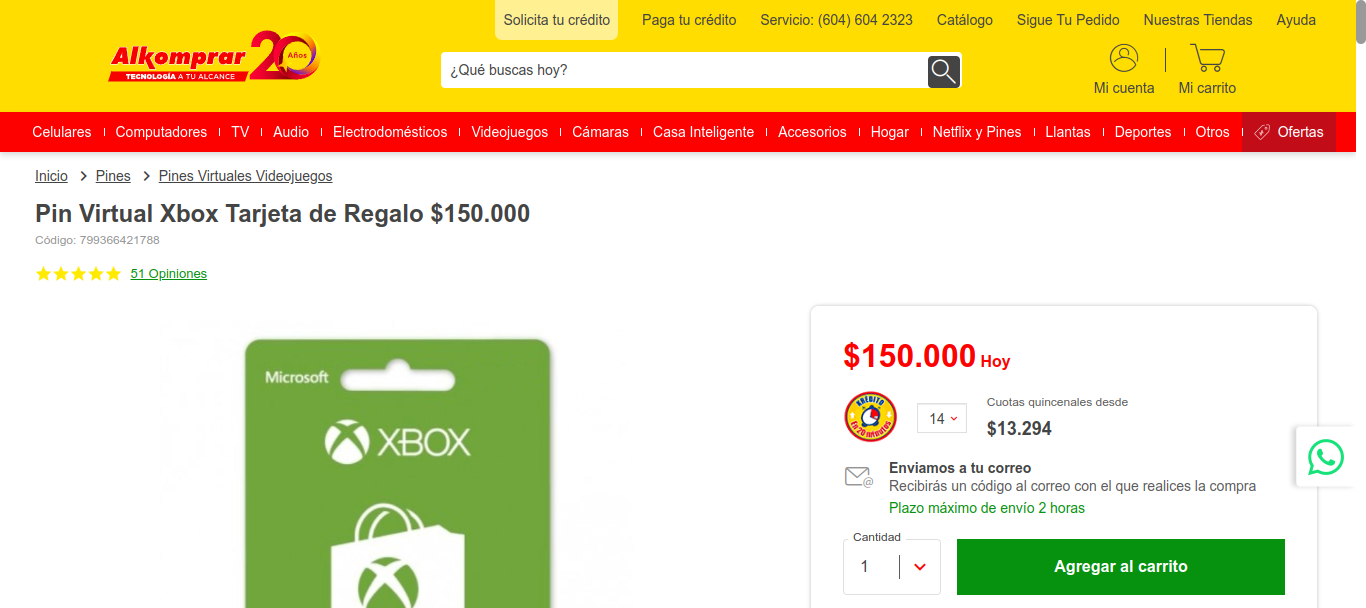 Solicita tu crédito Paga tu crédito Servicio: (604) 604 2323 Catálogo Sigue Tu Pedido Nuestras Tiendas Ayuda
Alkomprar 20 Años
TECNOLOGÍA A TU ALCANCE
¿Qué buscas hoy?
Mi cuenta Mi carrito
Celulares Computadores TV Audio Electrodomésticos Videojuegos Cámaras Casa Inteligente Accesorios Hogar Netflix y Pines Llantas Deportes Otros Ofertas
Inicio Pines Pines Virtuales Videojuegos
Pin Virtual Xbox Tarjeta de Regalo $150.000
Código: 799366421788
51 Opiniones
Microsoft
XBOX
$150.000 Hoy
KREDITO
En 20 minutos
14
Cuotas quincenales desde
$13.294
Enviamos a tu correo
Recibirás un código al correo con el que realices la compra
Plazo máximo de envío 2 horas
Cantidad
1
Agregar al carrito